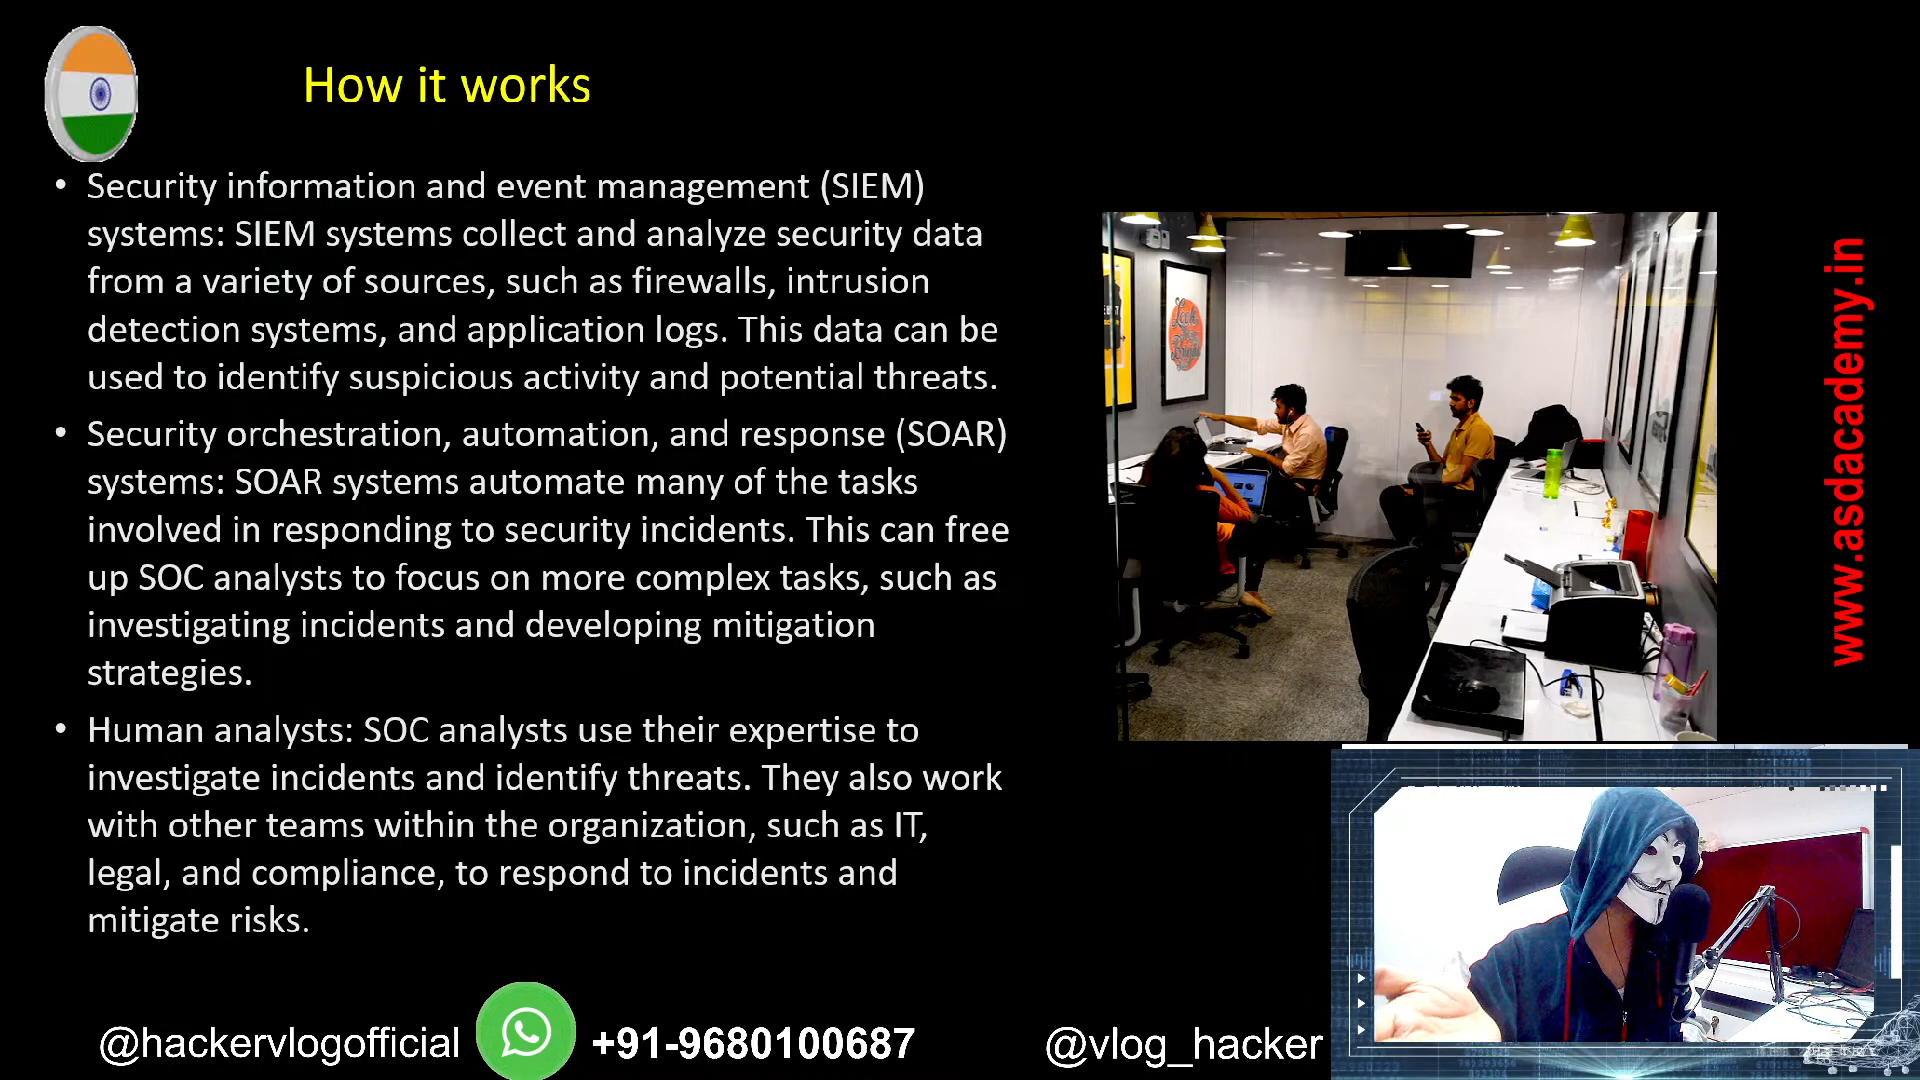 How it works
• Security information and event management (SIEM)
systems: SIEM systems collect and analyze security data
from a variety of sources, such as firewalls, intrusion
detection systems, and application logs. This data can be
used to identify suspicious activity and potential threats.
• Security orchestration, automation, and response (SOAR)
systems: SOAR systems automate many of the tasks
involved in responding to security incidents. This can free
up SOC analysts to focus on more complex tasks, such as
investigating incidents and developing mitigation
strategies.
• Human analysts: SOC analysts use their expertise to
investigate incidents and identify threats. They also work
with other teams within the organization, such as IT,
legal, and compliance, to respond to incidents and
mitigate risks.
www.asdacademy.in
@hackervlogofficial
+91-9680100687
@vlog_hacker